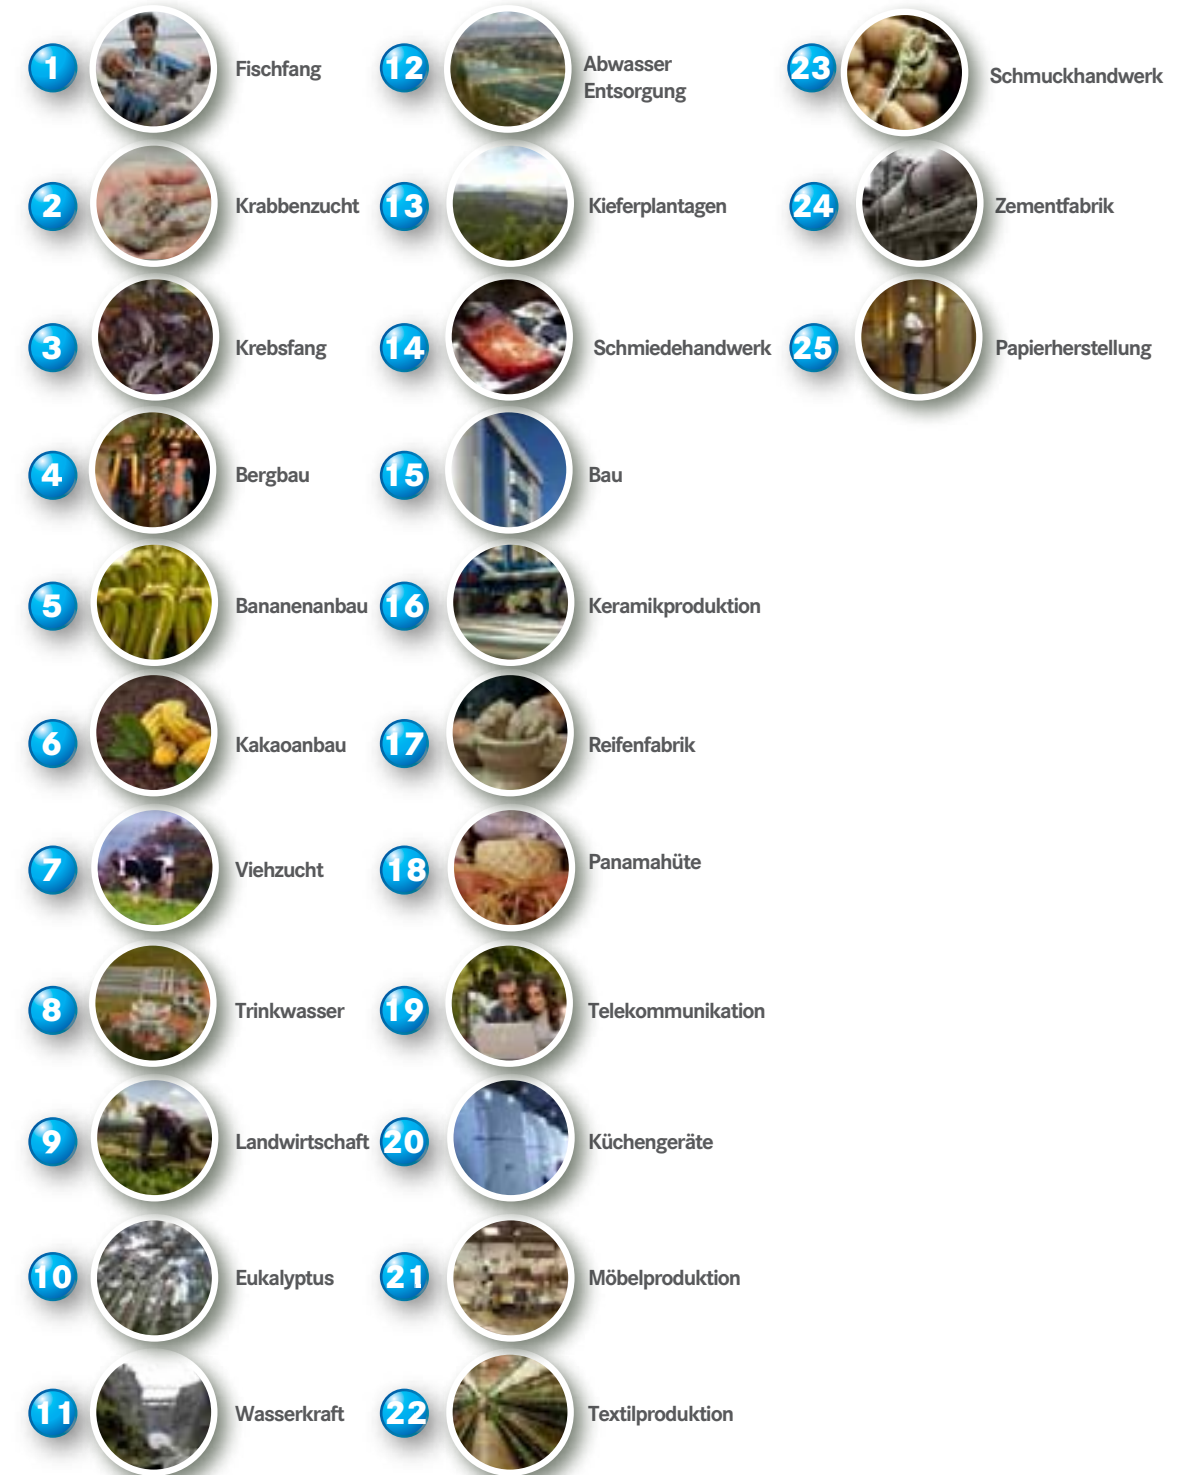 1 Fischfang
2 Krabbenzucht
3 Krebsfang
4 Bergbau
5 Bananenanbau
6 Kakaoanbau
7 Viehzucht
8 Trinkwasser
9 Landwirtschaft
10 Eukalyptus
11 Wasserkraft
12 Abwasser
Entsorgung
13 Kieferplantagen
14 Schmiedehandwerk
15 Bau
16 Keramikproduktion
17 Reifenfabrik
18 Panamahüte
19 Telekommunikation
20 Küchengeräte
21 Möbelproduktion
22 Textilproduktion
23 Schmuckhandwerk
24 Zementfabrik
25 Papierherstellung